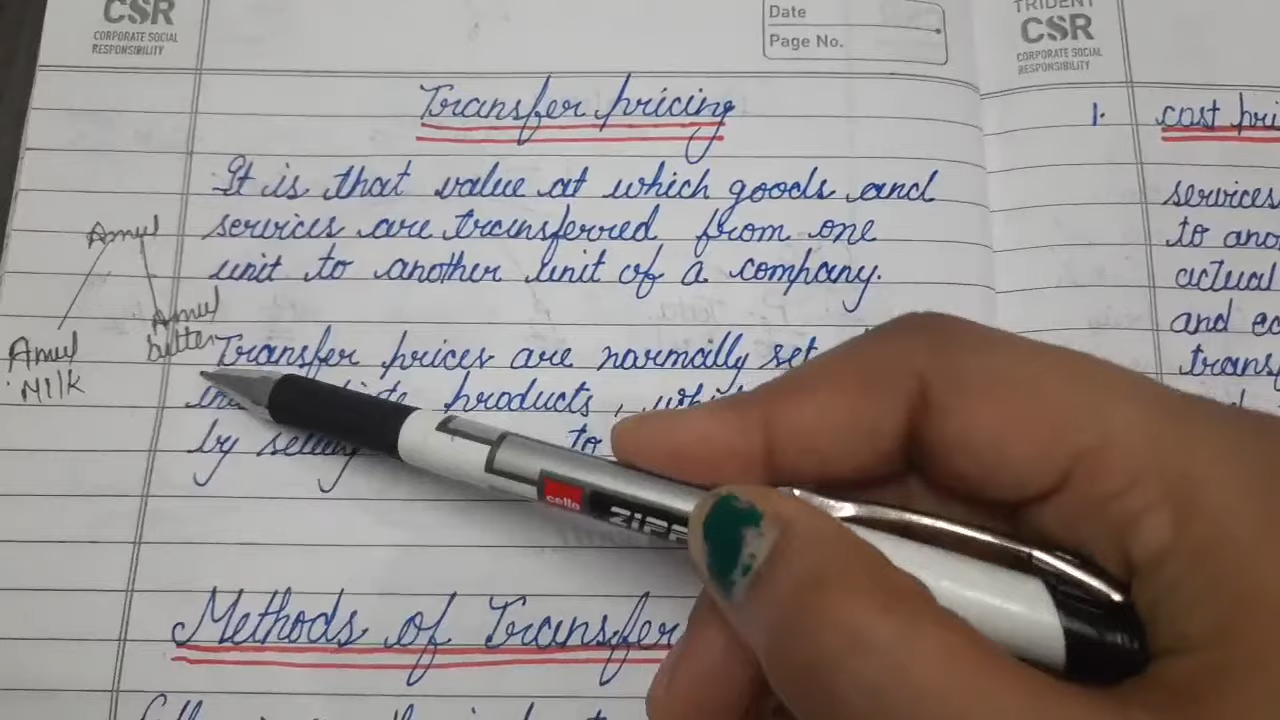 CSR
CORPORATE SOCIAL
RESPONSIBILITY
Date
Page No.
Transfer pricing
It is that value at which goods and
services are transferred from one
unit to another unit of a company.
Amul
Amul
Milk
Amul
butter
Transfer prices are normally set
products,
by to
Methods of Transfer
cello
TRIDENT
CSR
CORPORATE SOCIAL
RESPONSIBILITY
1. cost
services
to
actual
and